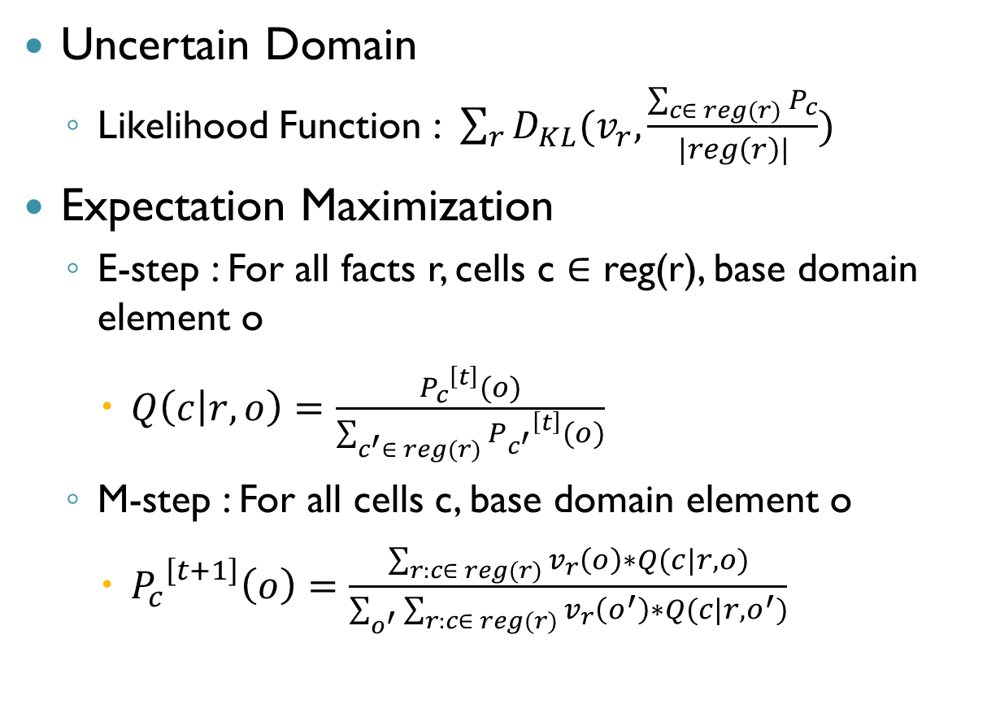 • Uncertain Domain
◦ Likelihood Function : $\sum_r D_{KL}(v_r, \frac{\sum_{c \in reg(r)} P_c}{|reg(r)|})$
• Expectation Maximization
◦ E-step : For all facts r, cells c ∈ reg(r), base domain
element o
• $Q(c|r,o) = \frac{P_c^{[t]}(o)}{\sum_{c' \in reg(r)} P_{c'}^{[t]}(o)}$
◦ M-step : For all cells c, base domain element o
• $P_c^{[t+1]}(o) = \frac{\sum_{r:c \in reg(r)} v_r(o) * Q(c|r,o)}{\sum_{o'} \sum_{r:c \in reg(r)} v_r(o') * Q(c|r,o')}$